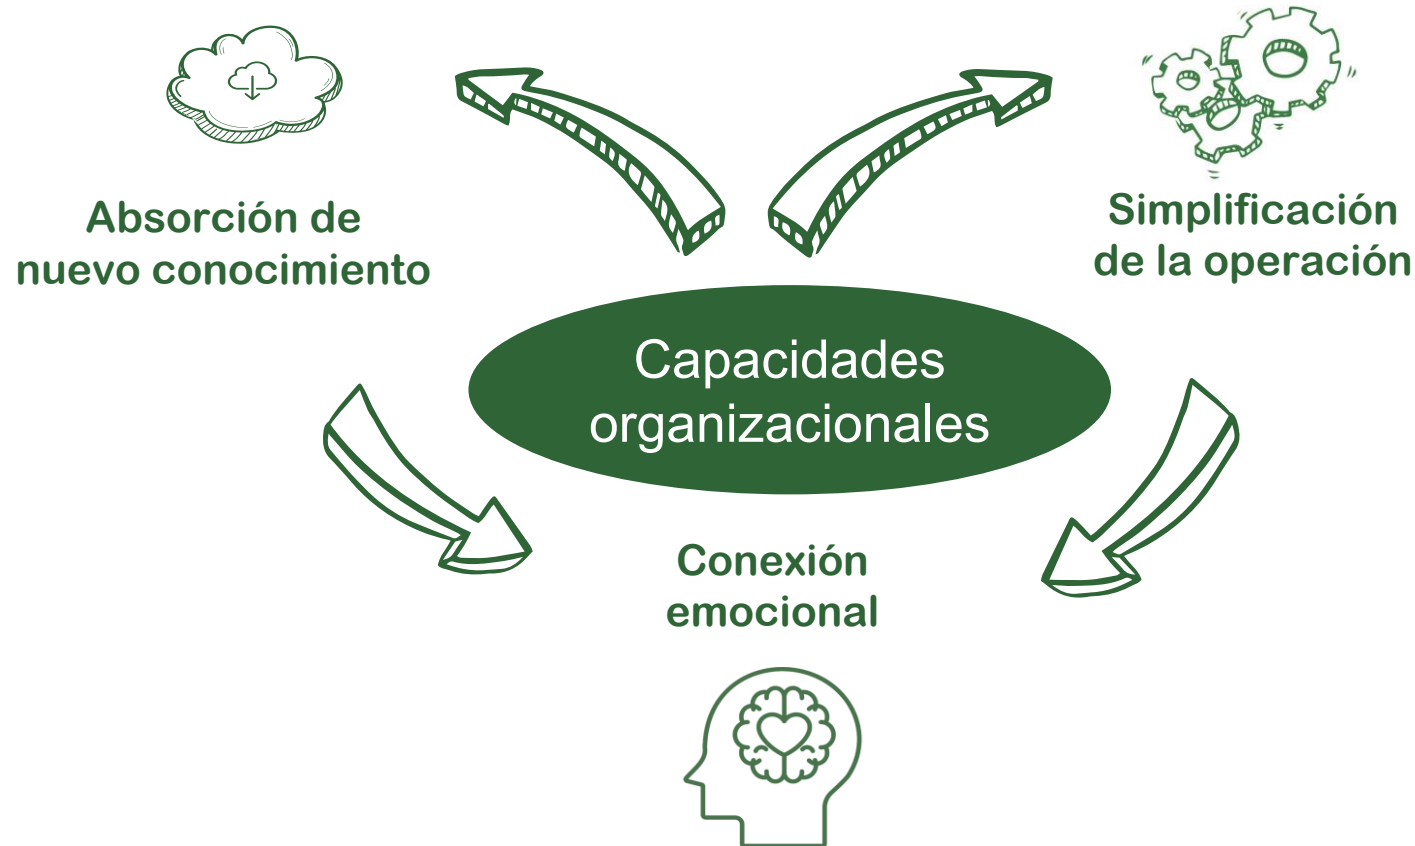 Absorción de
nuevo conocimiento
Simplificación
de la operación
Capacidades
organizacionales
Conexión
emocional